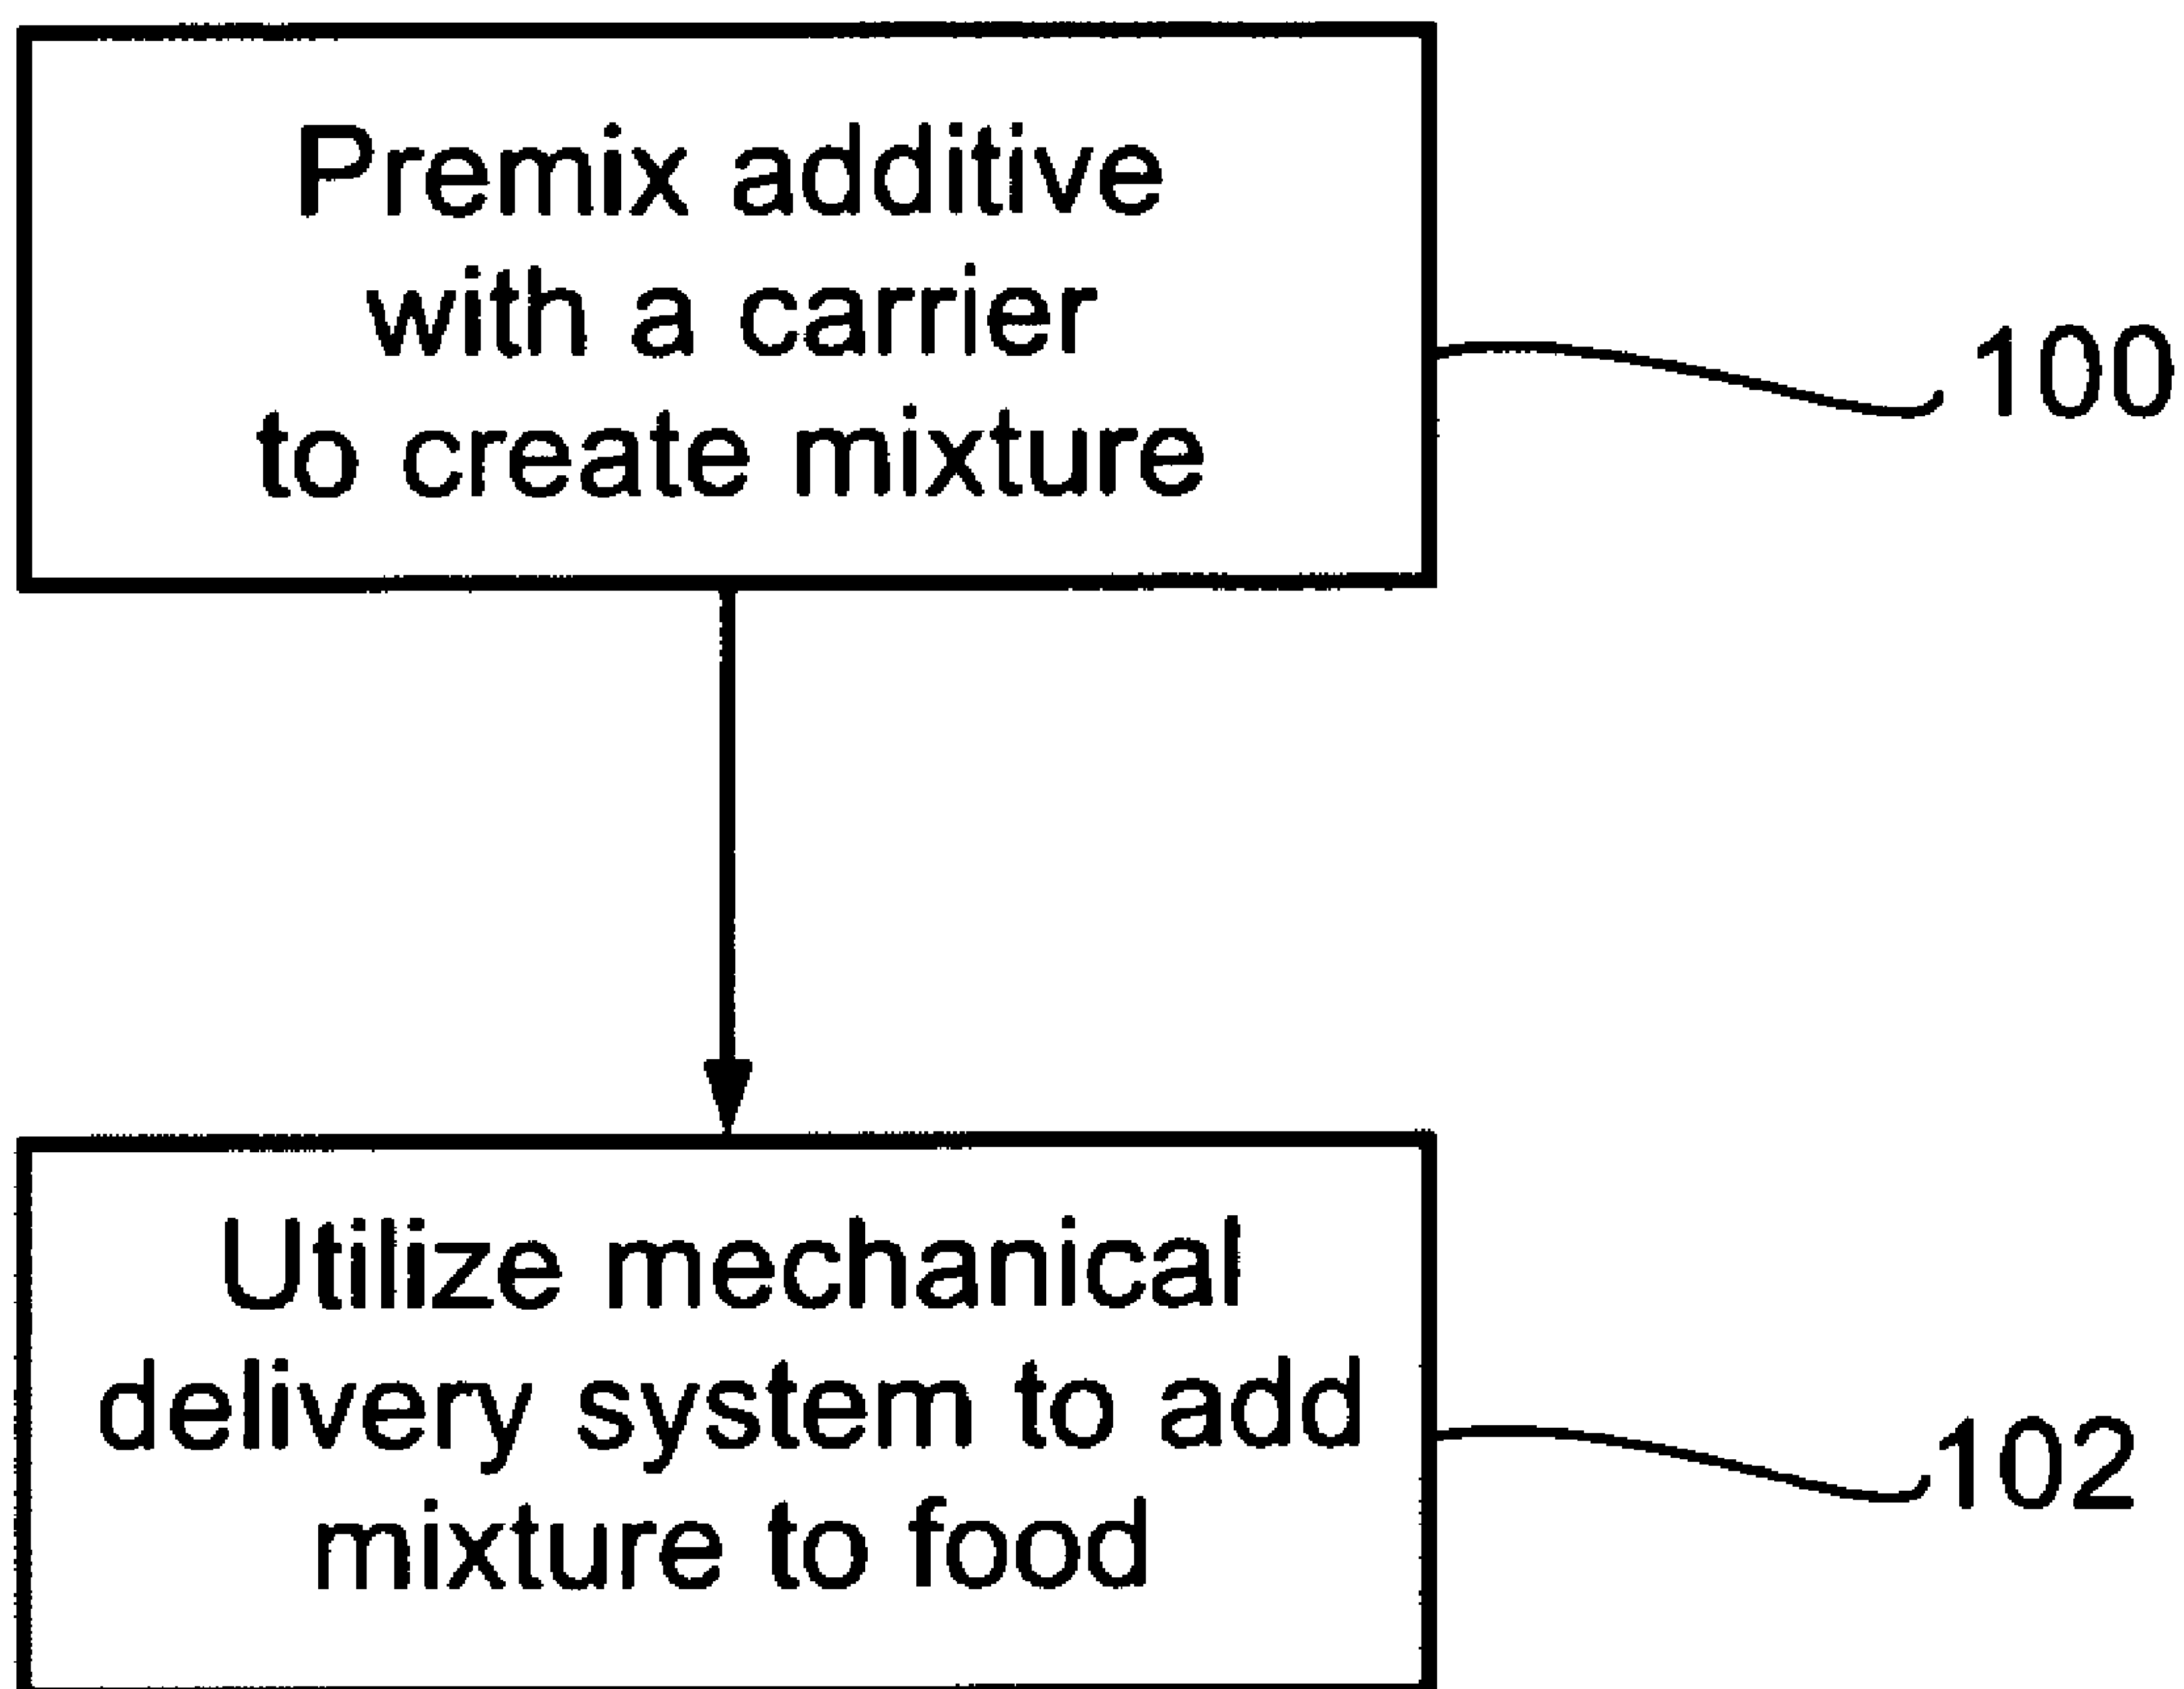 Premix additive
with a carrier
to create mixture
100
Utilize mechanical
delivery system to add
mixture to food
102